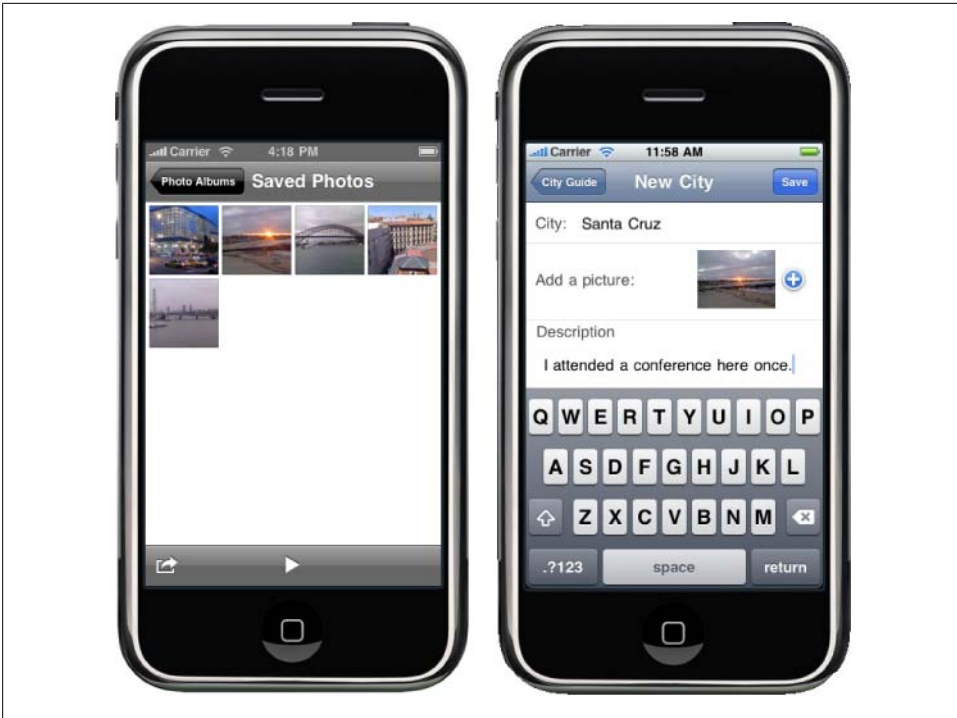 Carrier 4:18 PM
Photo Albums Saved Photos
Carrier 11:58 AM
City Guide New City Save
City: Santa Cruz
Add a picture:
Description
I attended a conference here once.
Q W E R T Y U I O P
A S D F G H J K L
Z X C V B N M
.?123 space return